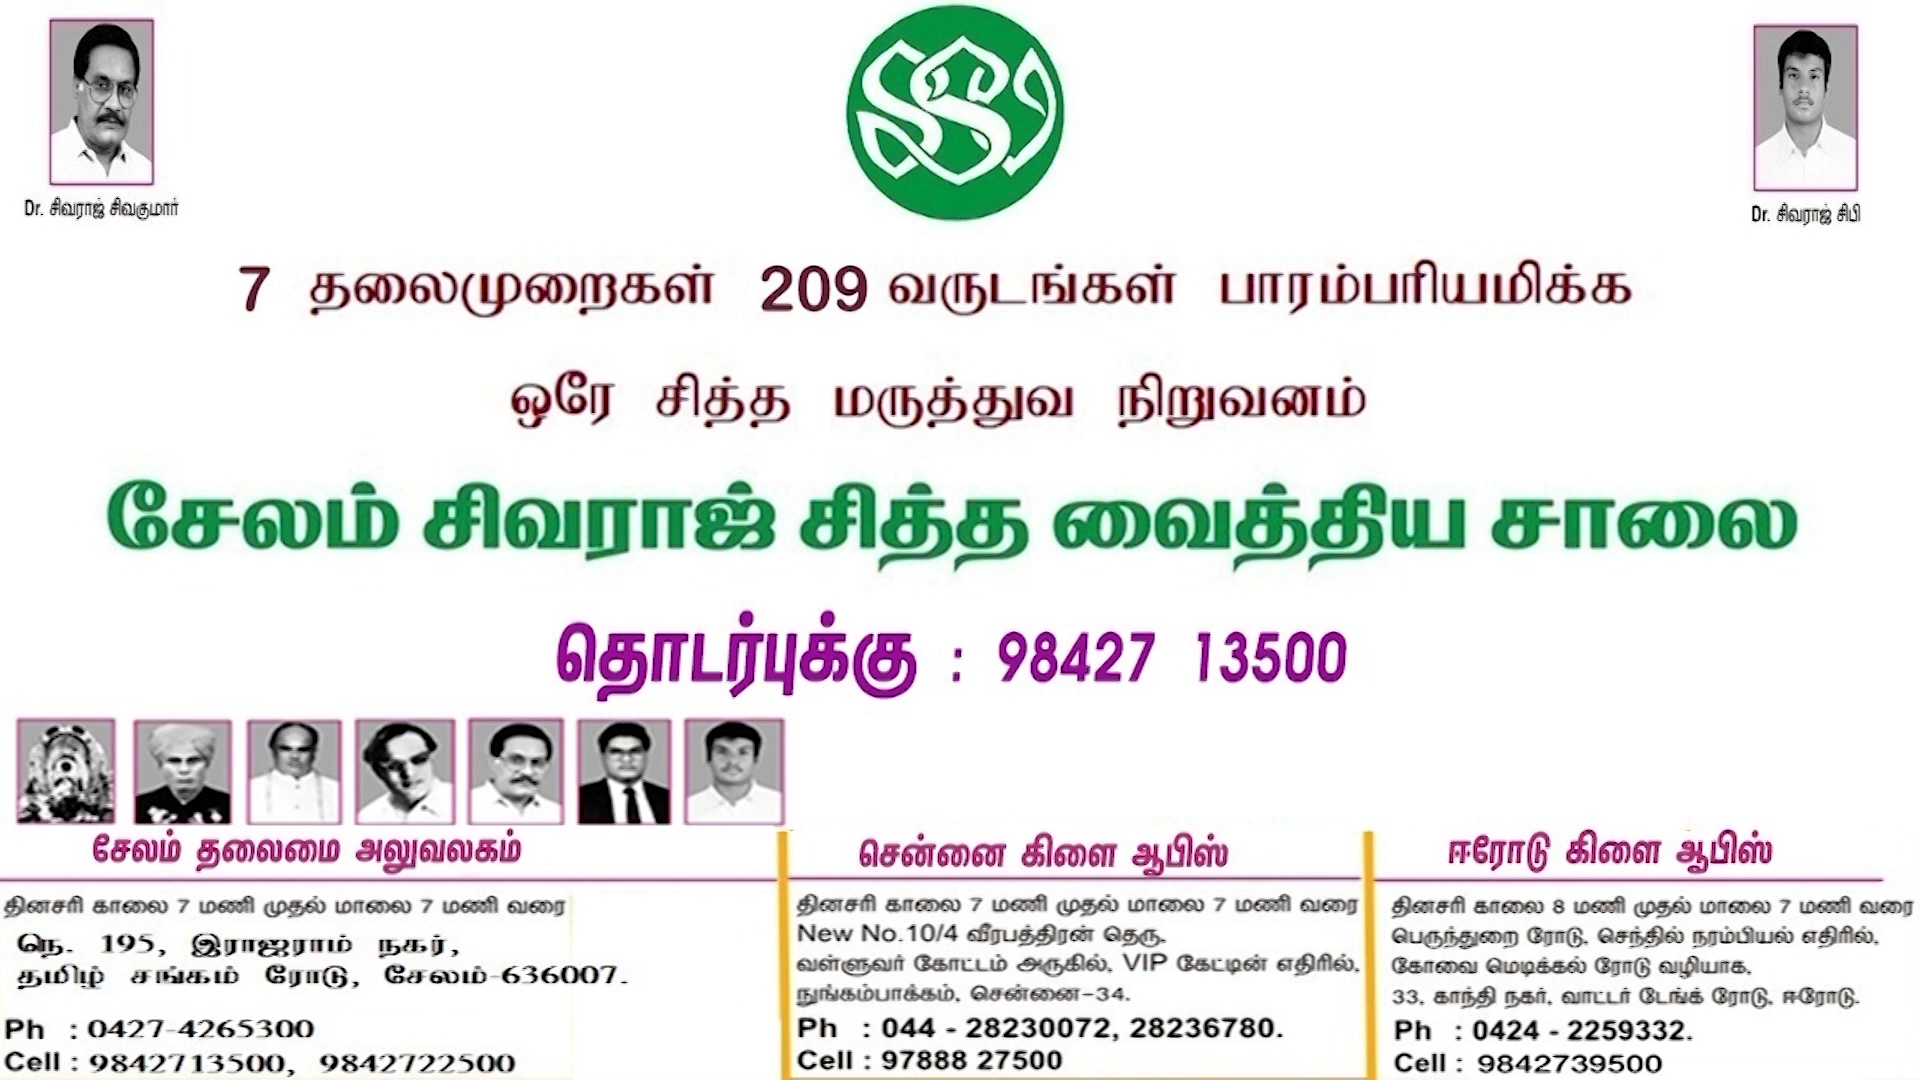 Dr. சிவராஜ் சிவகுமார்
Dr. சிவராஜ் சிபி
7 தலைமுறைகள் 209 வருடங்கள் பாரம்பரியமிக்க
ஒரே சித்த மருத்துவ நிறுவனம்
சேலம் சிவராஜ் சித்த வைத்திய சாலை
தொடர்புக்கு : 98427 13500
சேலம் தலைமை அலுவலகம்
தினசரி காலை 7 மணி முதல் மாலை 7 மணி வரை
நெ. 195, இராஜராம் நகர்,
தமிழ் சங்கம் ரோடு, சேலம்-636007.
Ph : 0427-4265300
Cell : 9842713500, 9842722500
சென்னை கிளை ஆபிஸ்
தினசரி காலை 7 மணி முதல் மாலை 7 மணி வரை
New No.10/4 வீரபத்திரன் தெரு,
வள்ளுவர் கோட்டம் அருகில், VIP கேட்டின் எதிரில்,
நுங்கம்பாக்கம், சென்னை-34.
Ph : 044 - 28230072, 28236780.
Cell : 97888 27500
ஈரோடு கிளை ஆபிஸ்
தினசரி காலை 8 மணி முதல் மாலை 7 மணி வரை
பெருந்துறை ரோடு, செந்தில் நரம்பியல் எதிரில்,
கோவை மெடிக்கல் ரோடு வழியாக,
33, காந்தி நகர், வாட்டர் டேங்க் ரோடு, ஈரோடு.
Ph : 0424 - 2259332.
Cell : 9842739500